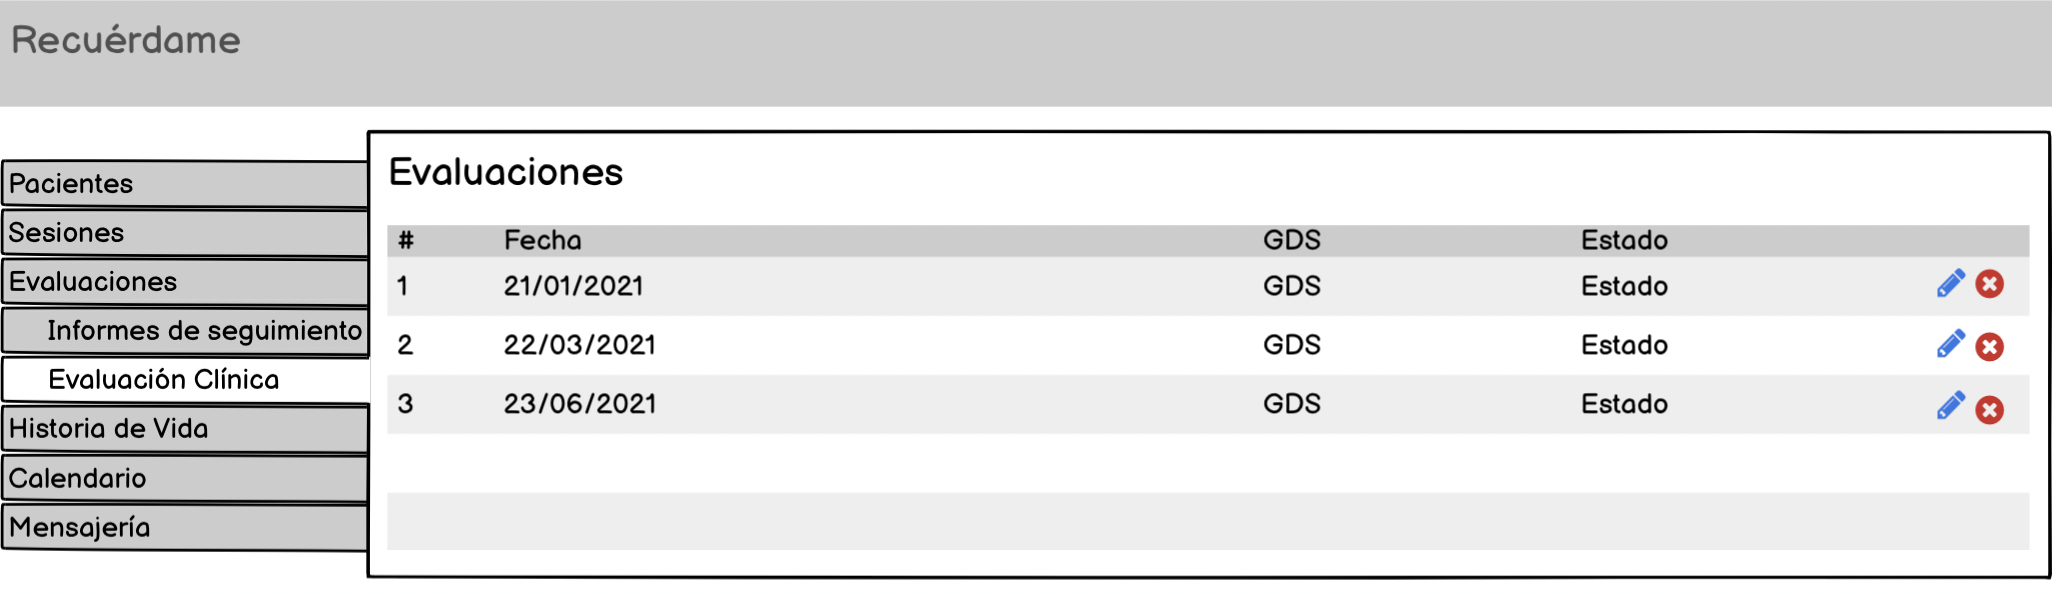 Recuérdame
Pacientes
Sesiones
Evaluaciones
Informes de seguimiento
Evaluación Clínica
Historia de Vida
Calendario
Mensajería
Evaluaciones
# Fecha GDS Estado
1 21/01/2021 GDS Estado
2 22/03/2021 GDS Estado
3 23/06/2021 GDS Estado